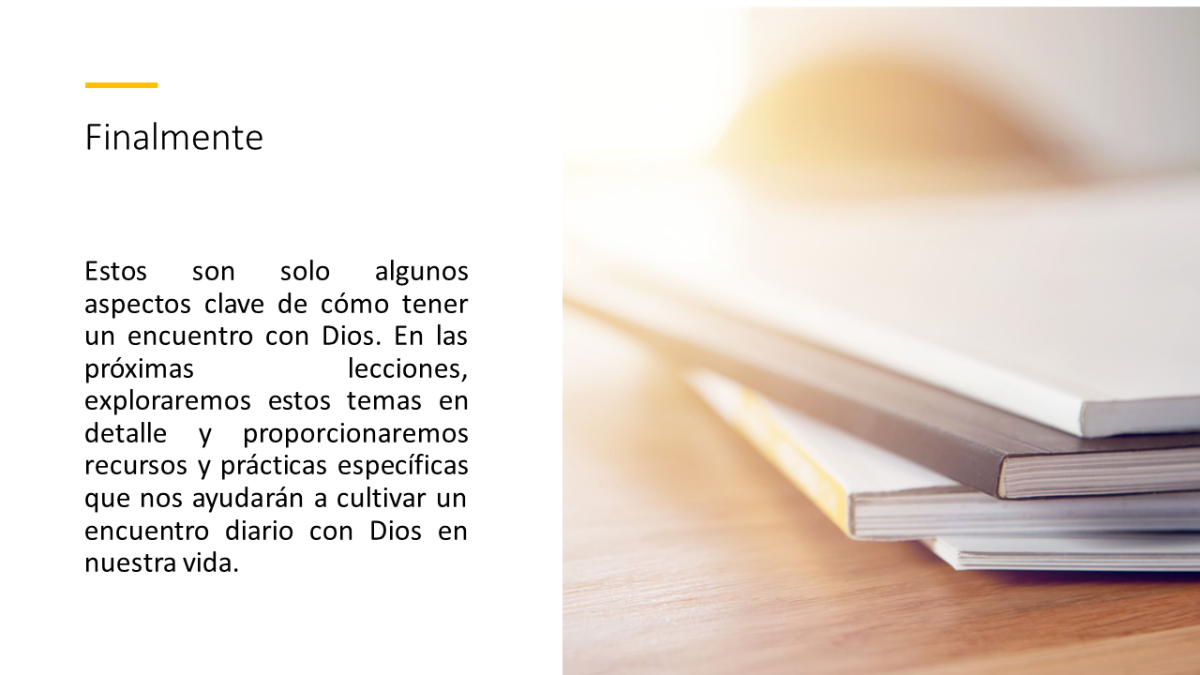 Finalmente
Estos son solo algunos
aspectos clave de cómo tener
un encuentro con Dios. En las
próximas lecciones,
exploraremos estos temas en
detalle y proporcionaremos
recursos y prácticas específicas
que nos ayudarán a cultivar un
encuentro diario con Dios en
nuestra vida.